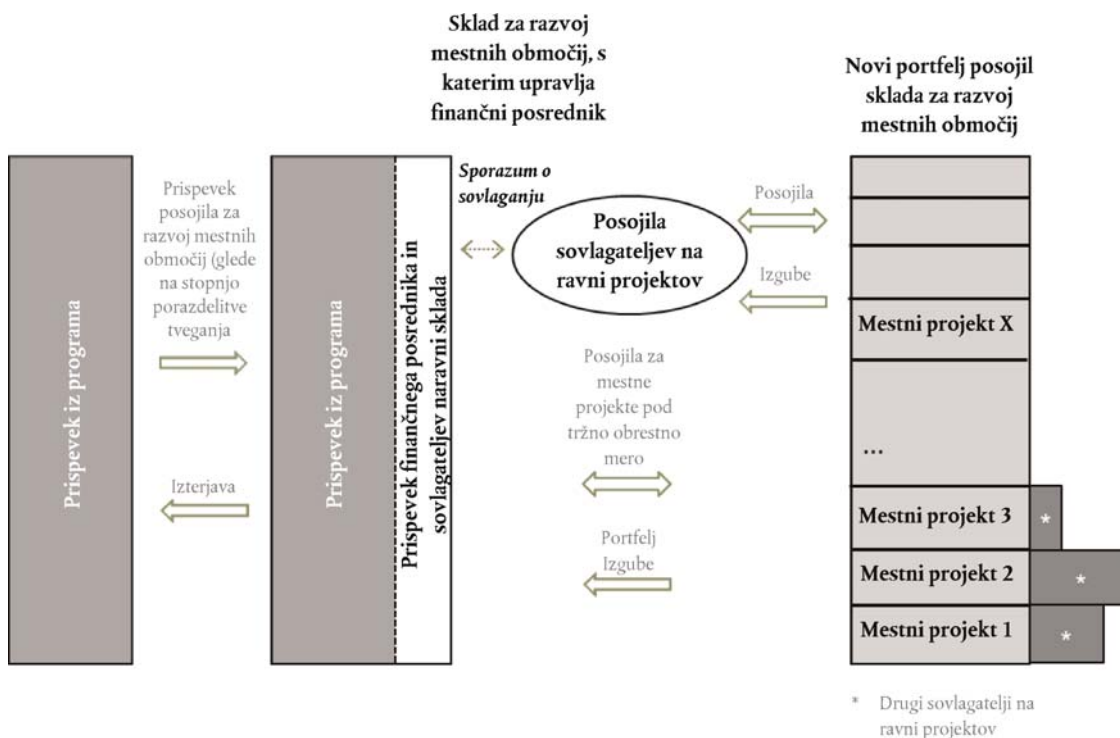 Sklad za razvoj
mestnih območij, s
katerim upravlja
finančni posrednik
Novi portfelj posojil
sklada za razvoj
mestnih območij
Prispevek iz programa
Prispevek
posojila za
razvoj mestnih
območij (glede
na stopnjo
porazdelitve
tveganja
Izterjava
Prispevek iz programa
Prispevek finančnega posrednika in
sovlagateljev naravni sklada
Sporazum o
sovlaganju
Posojila
sovlagateljev na
ravni projektov
Posojila
Izgube
Posojila za
mestne
projekte pod
tržno obrestno
mero
Portfelj
Izgube
Mestni projekt X
...
Mestni projekt 3
*
Mestni projekt 2
*
Mestni projekt 1
*
* Drugi sovlagatelji na
ravni projektov